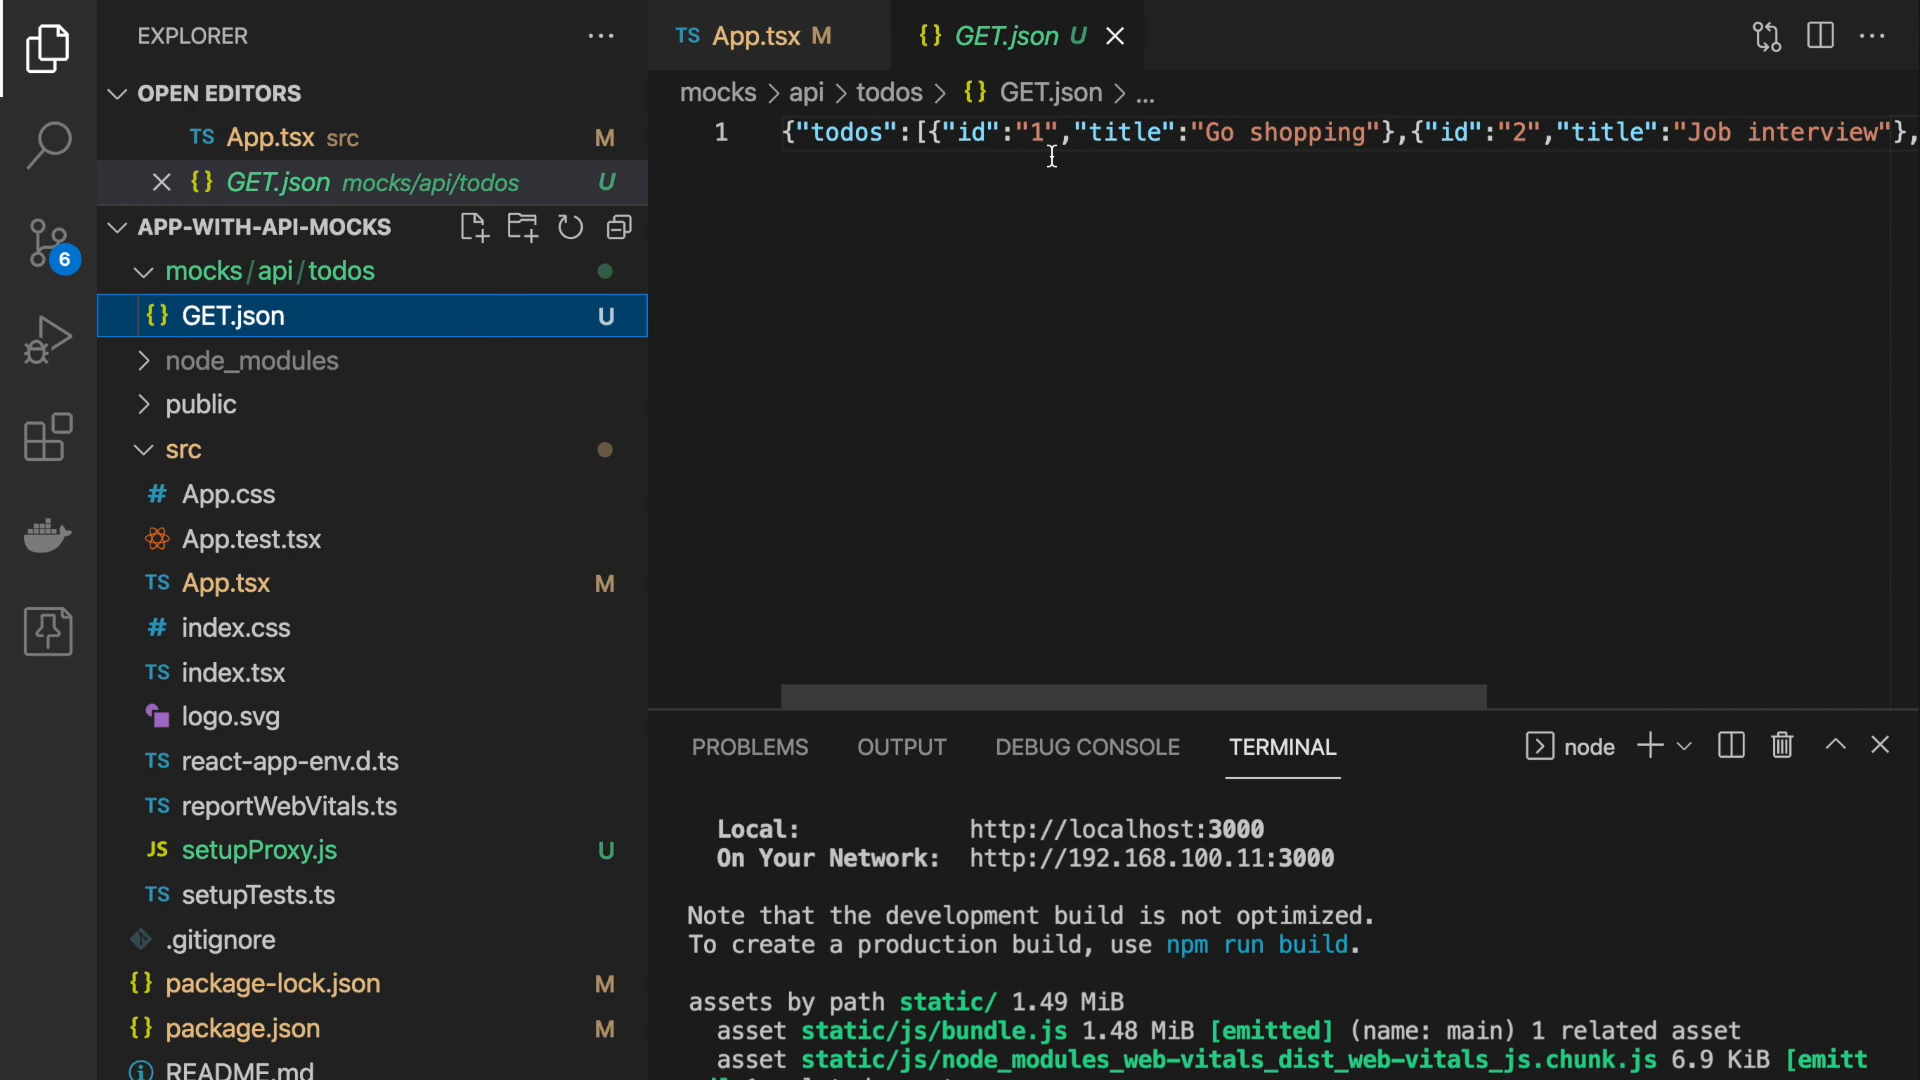 EXPLORER
OPEN EDITORS
TS App.tsx src M
{} GET.json mocks/api/todos U
APP-WITH-API-MOCKS
mocks/api/todos
{} GET.json U
node_modules
public
src
# App.css
App.test.tsx
TS App.tsx M
# index.css
TS index.tsx
logo.svg
TS react-app-env.d.ts
TS reportWebVitals.ts
JS setupProxy.js U
TS setupTests.ts
.gitignore
{} package-lock.json M
{} package.json M
README.md
6
TS App.tsx M
{} GET.json U
mocks > api > todos > {} GET.json > ...
1 {"todos":[{"id":"1","title":"Go shopping"},{"id":"2","title":"Job interview"},
PROBLEMS OUTPUT DEBUG CONSOLE TERMINAL
node
Local: http://localhost:3000
On Your Network: http://192.168.100.11:3000
Note that the development build is not optimized.
To create a production build, use npm run build.
assets by path static/ 1.49 MiB
asset static/js/bundle.js 1.48 MiB [emitted] (name: main) 1 related asset
asset static/js/node_modules_web-vitals_dist_web-vitals_js.chunk.js 6.9 KiB [emitt